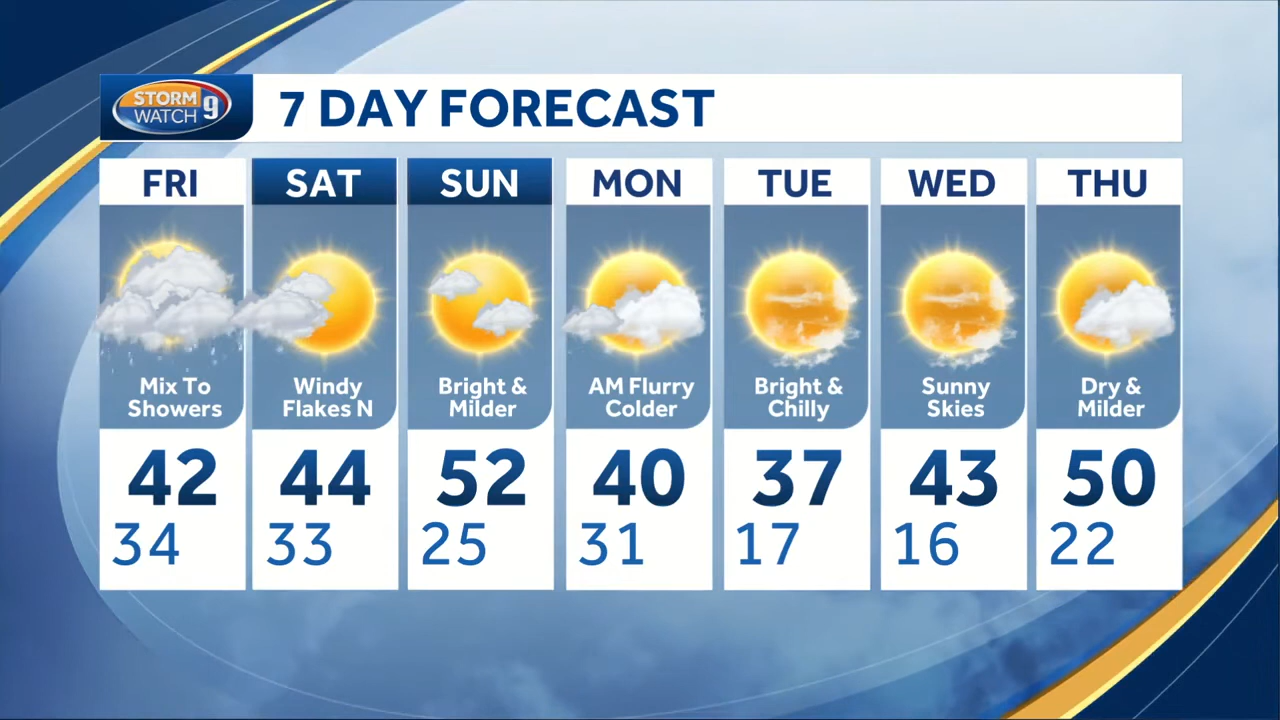 STORM
WATCH 9
7 DAY FORECAST
FRI
SAT
SUN
MON
TUE
WED
THU
Mix To
Showers
Windy
Flakes N
Bright &
Milder
AM Flurry
Colder
Bright &
Chilly
Sunny
Skies
Dry &
Milder
42
44
52
40
37
43
50
34
33
25
31
17
16
22